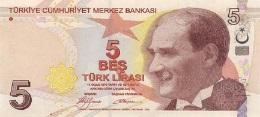 TÜRKİYE CUMHURİYET MERKEZ BANKASI
5
5
BEŞ
TÜRK LİRASI
5